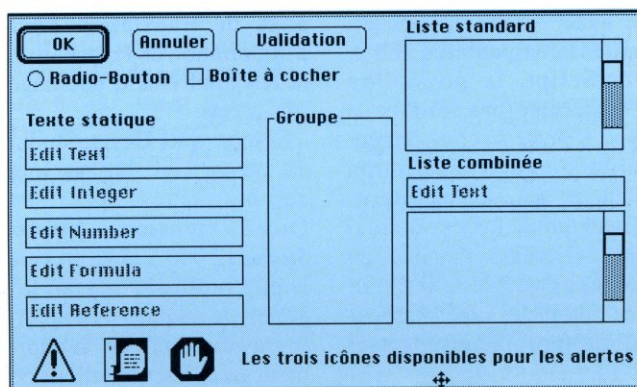 OK
Annuler
Validation
Liste standard
Radio-Bouton
Boîte à cocher
Texte statique
Groupe
Edit Text
Edit Integer
Edit Number
Edit Formula
Edit Reference
Liste combinée
Edit Text
Les trois icônes disponibles pour les alertes